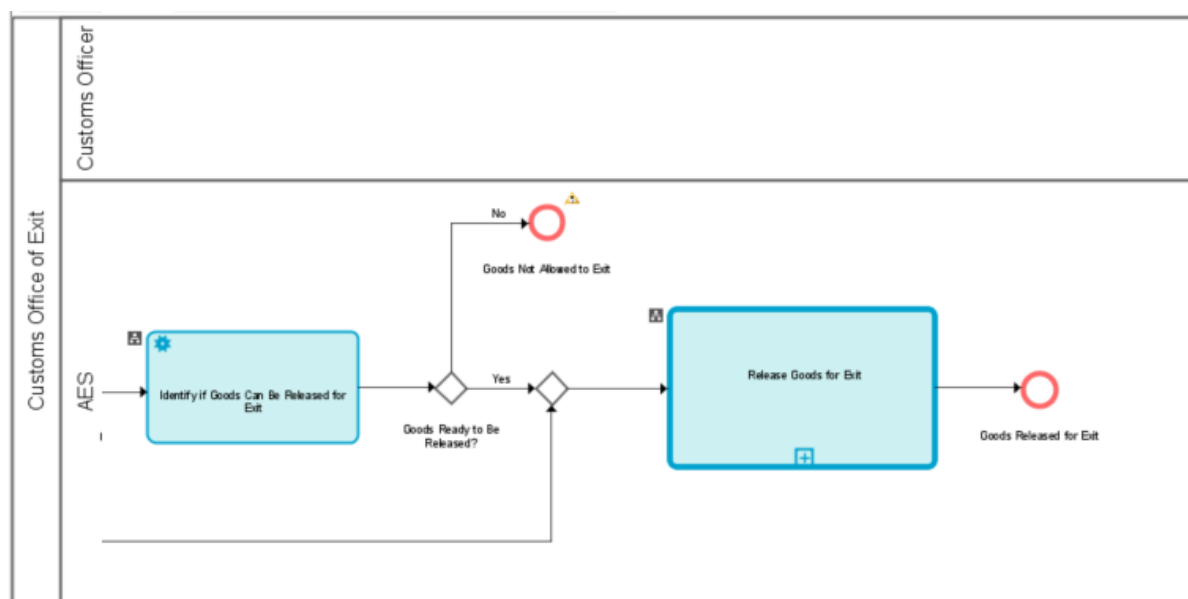 Customs Office of Exit
Customs Officer
AES
No
Goods Not Allowed to Exit
Identify if Goods Can Be Released for
Exit
Yes
Goods Ready to Be
Released?
Release Goods for Exit
Goods Released for Exit